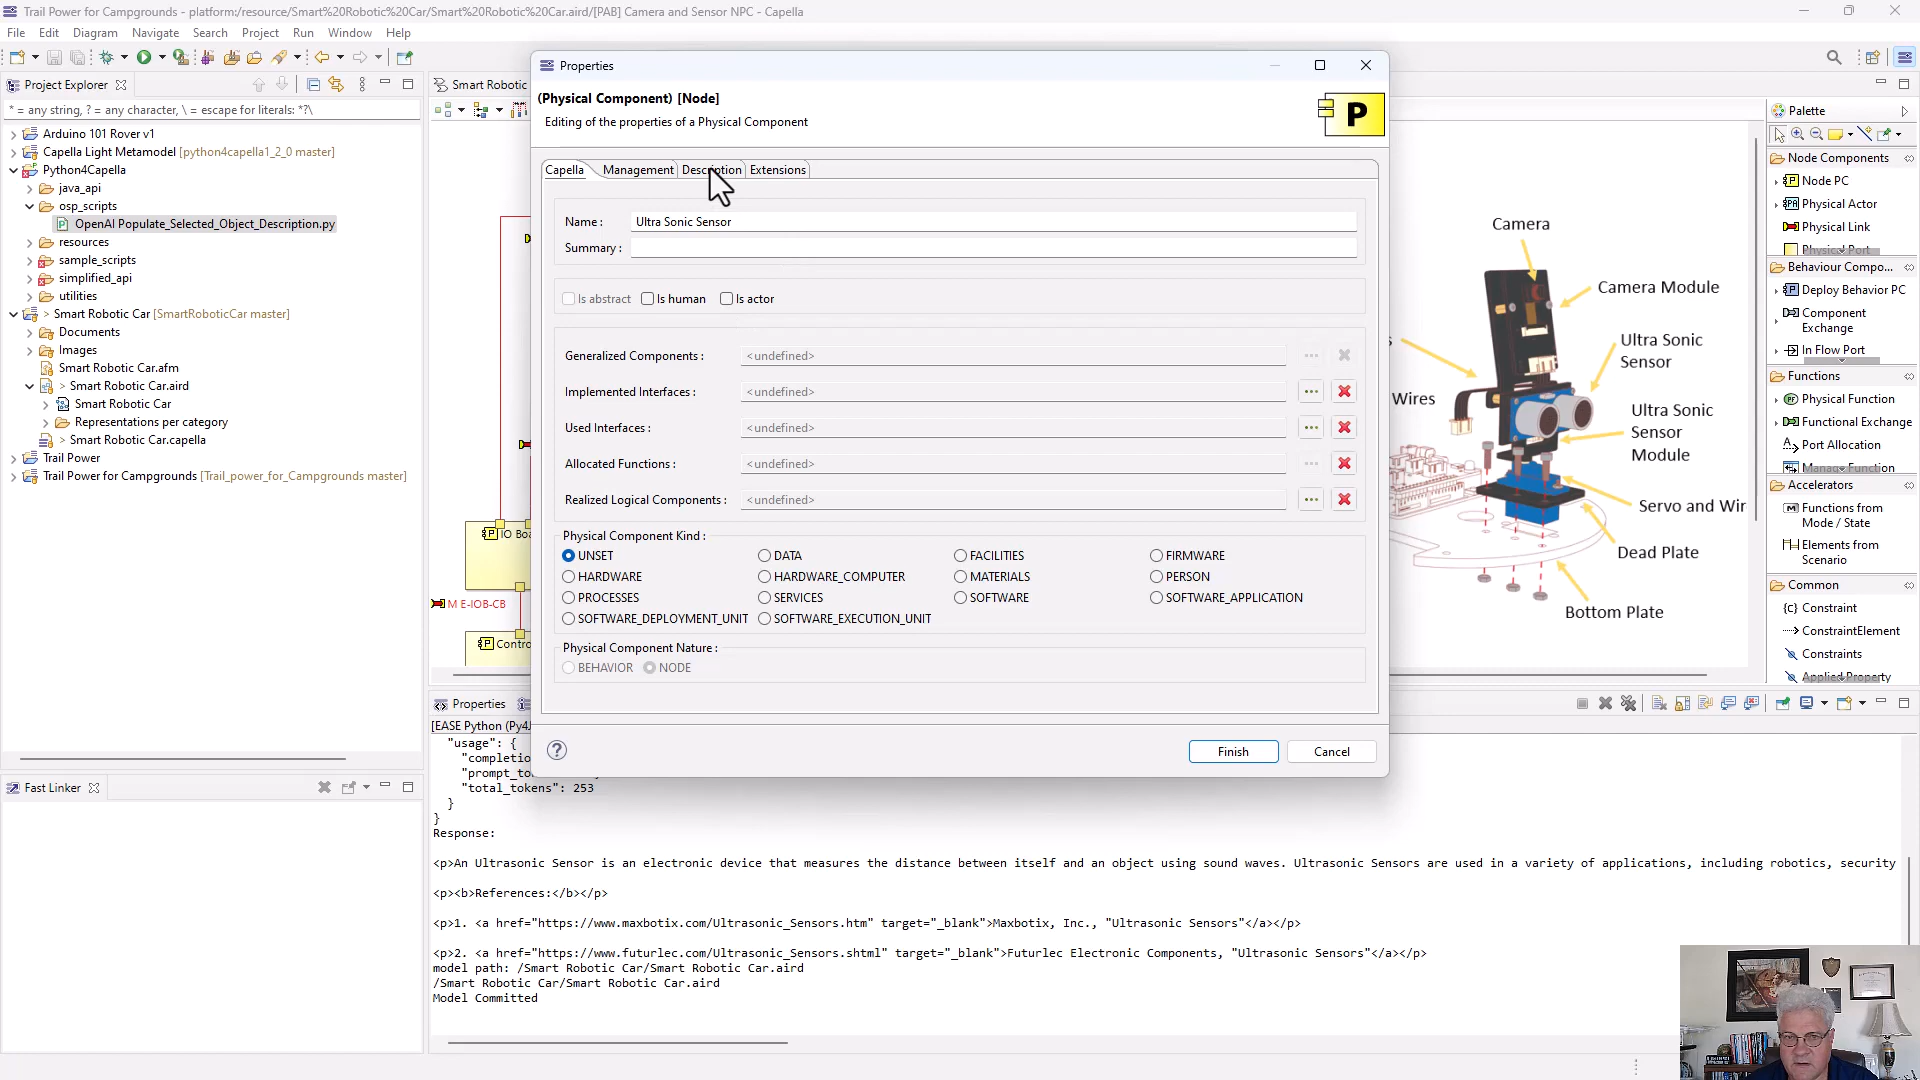 Trail Power for Campgrounds - platform:/resource/Smart%20Robotic%20Car/Smart%20Robotic%20Car.aird/[PAB] Camera and Sensor NPC - Capella
File Edit Diagram Navigate Search Project Run Window Help
Project Explorer
* = any string, ? = any character, \ = escape for literals: *?\
Arduino 101 Rover v1
Capella Light Metamodel [python4capella1_2_0 master]
Python4Capella
java_api
osp_scripts
OpenAI Populate_Selected_Object_Description.py
resources
sample_scripts
simplified_api
utilities
> Smart Robotic Car [SmartRoboticCar master]
Documents
Images
Smart Robotic Car.afm
> Smart Robotic Car.aird
Smart Robotic Car
Representations per category
> Smart Robotic Car.capella
Trail Power
Trail Power for Campgrounds [Trail_power_for_Campgrounds master]
Fast Linker
Smart Robotic
IO Boa
M E-IOB-CB
Contro
Properties
(Physical Component) [Node]
Editing of the properties of a Physical Component
P
Capella Management Description Extensions
Name : Ultra Sonic Sensor
Summary :
Is abstract Is human Is actor
Generalized Components : <undefined>
Implemented Interfaces : <undefined>
Used Interfaces : <undefined>
Allocated Functions : <undefined>
Realized Logical Components : <undefined>
Physical Component Kind :
UNSET DATA FACILITIES FIRMWARE
HARDWARE HARDWARE_COMPUTER MATERIALS PERSON
PROCESSES SERVICES SOFTWARE SOFTWARE_APPLICATION
SOFTWARE_DEPLOYMENT_UNIT SOFTWARE_EXECUTION_UNIT
Physical Component Nature :
BEHAVIOR NODE
Finish Cancel
Camera
Camera Module
Ultra Sonic
Sensor
Wires
Ultra Sonic
Sensor
Module
Servo and Wir
Dead Plate
Bottom Plate
Palette
Node Components
Node PC
Physical Actor
Physical Link
Physical Port
Behaviour Compo...
Deploy Behavior PC
Component
Exchange
In Flow Port
Functions
Physical Function
Functional Exchange
Port Allocation
Manage Function
Accelerators
Functions from
Mode / State
Elements from
Scenario
Common
Constraint
ConstraintElement
Constraints
Applied Property
Properties
[EASE Python (Py4J
"usage": {
"completio
"prompt_to
"total_tokens": 253
}
}
Response:
<p>An Ultrasonic Sensor is an electronic device that measures the distance between itself and an object using sound waves. Ultrasonic Sensors are used in a variety of applications, including robotics, security
<p><b>References:</b></p>
<p>1. <a href="https://www.maxbotix.com/Ultrasonic_Sensors.htm" target="_blank">Maxbotix, Inc., "Ultrasonic Sensors"</a></p>
<p>2. <a href="https://www.futurlec.com/Ultrasonic_Sensors.shtml" target="_blank">Futurlec Electronic Components, "Ultrasonic Sensors"</a></p>
model path: /Smart Robotic Car/Smart Robotic Car.aird
/Smart Robotic Car/Smart Robotic Car.aird
Model Committed